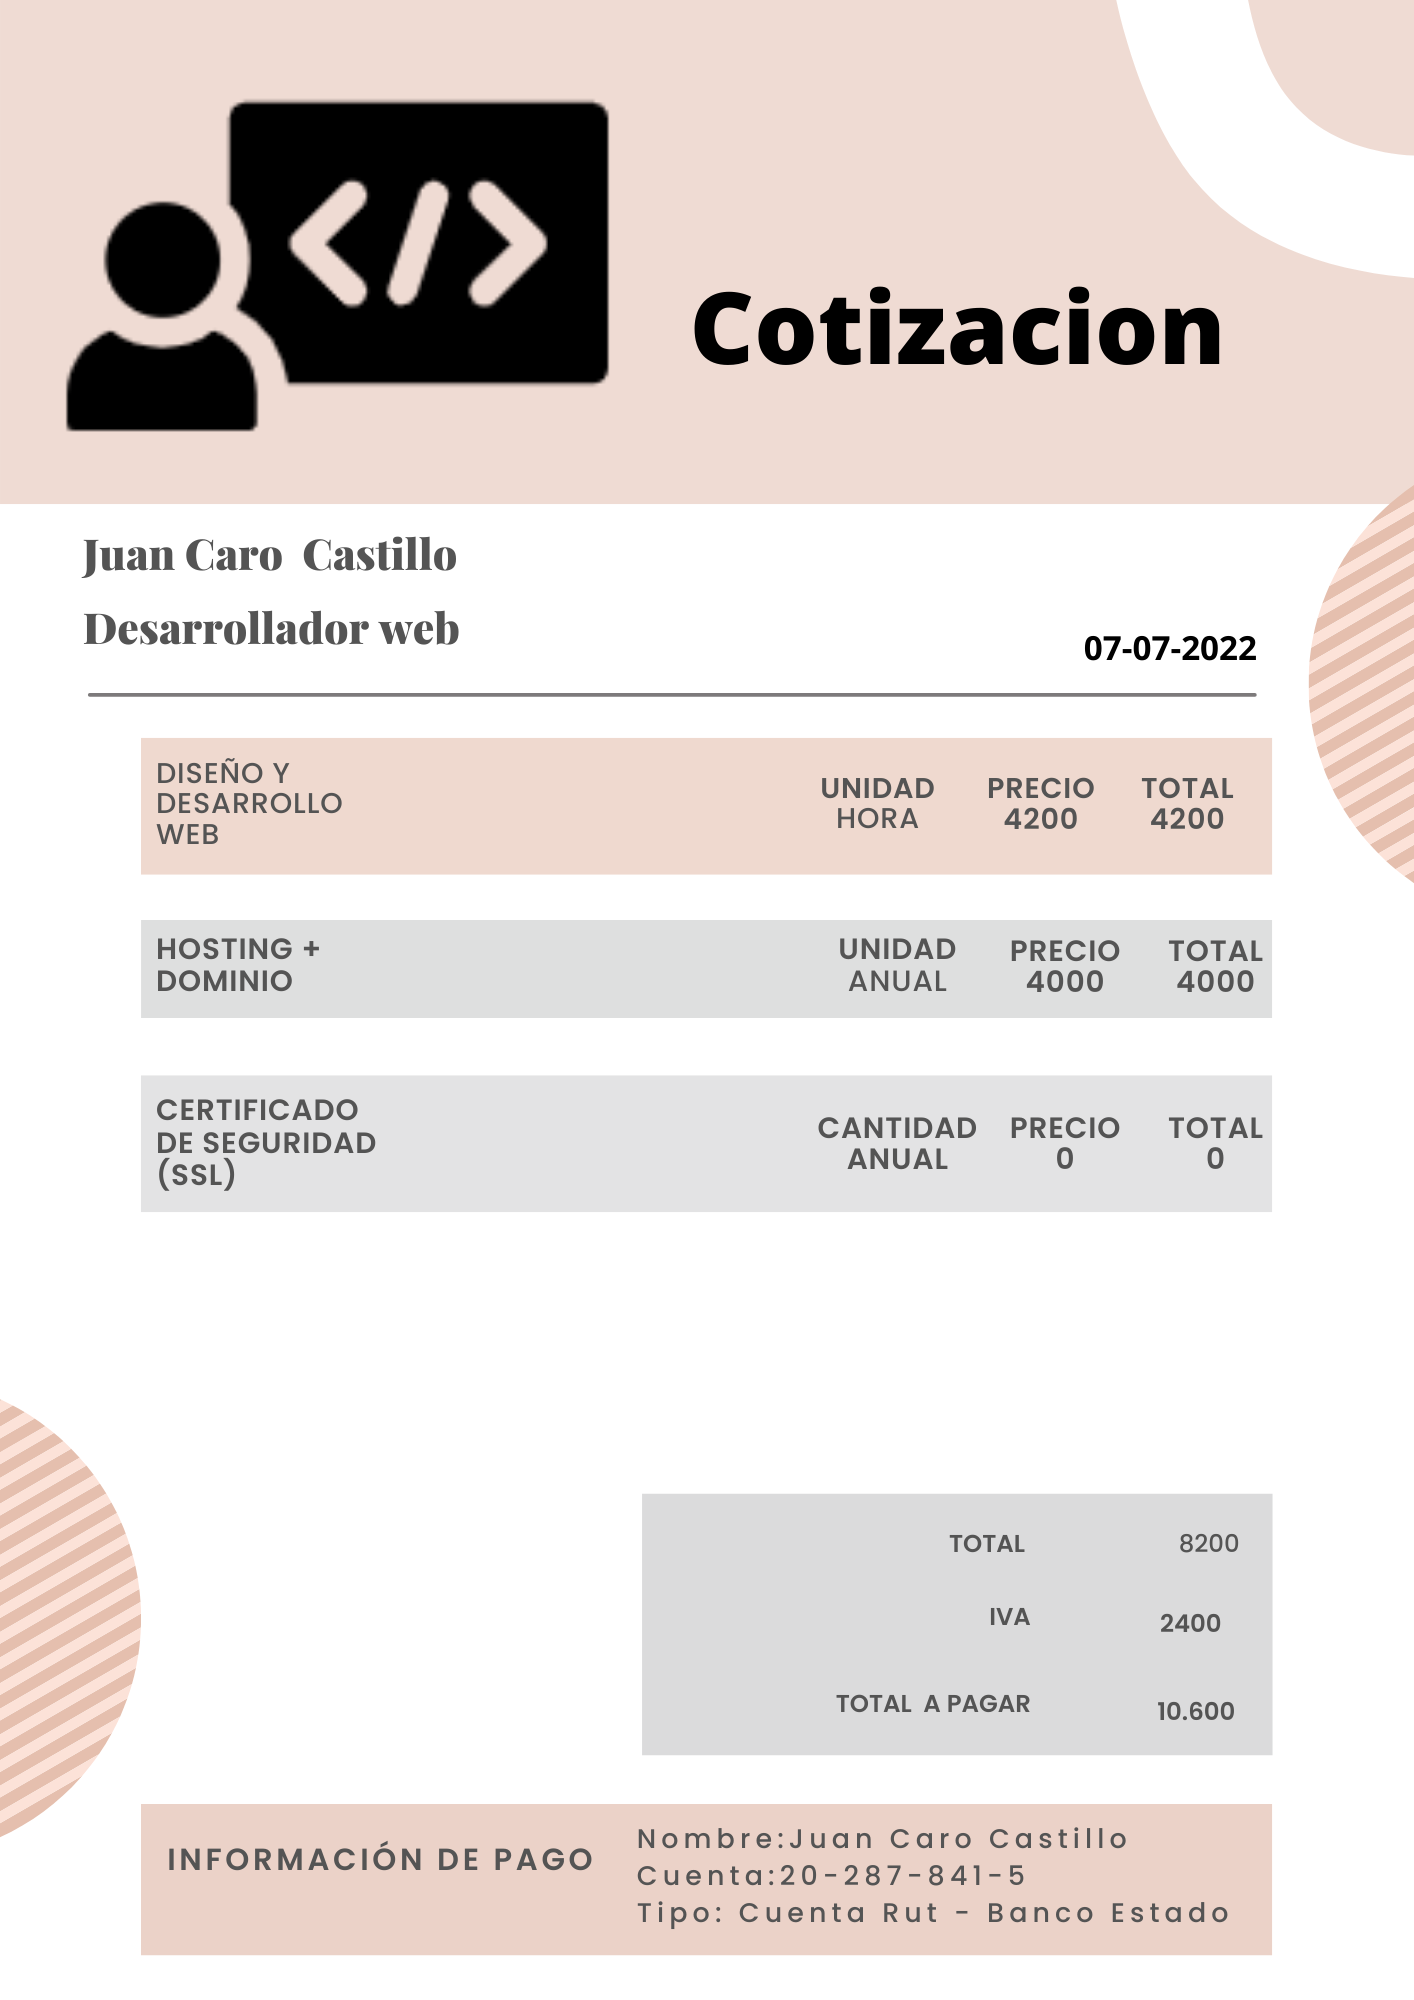 </>
Cotizacion
Juan Caro  Castillo
Desarrollador web
07-07-2022
DISEÑO Y
DESARROLLO
WEB
UNIDAD PRECIO TOTAL
HORA 4200 4200
HOSTING +
DOMINIO
UNIDAD PRECIO TOTAL
ANUAL 4000 4000
CERTIFICADO
DE SEGURIDAD
(SSL)
CANTIDAD PRECIO TOTAL
ANUAL 0 0
TOTAL 8200
IVA 2400
TOTAL  A PAGAR 10.600
INFORMACIÓN DE PAGO
Nombre:Juan Caro Castillo
Cuenta:20-287-841-5
Tipo: Cuenta Rut - Banco Estado